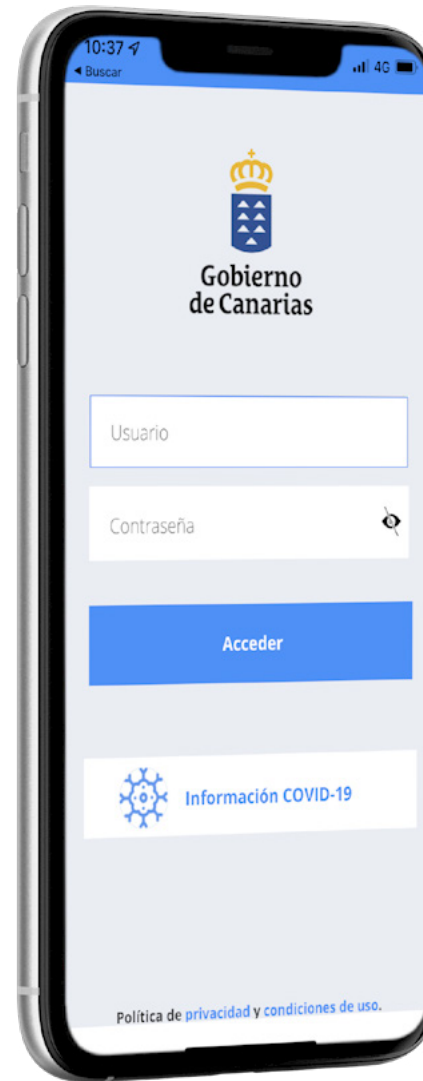 10:37
4G
Buscar
Gobierno
de Canarias
Usuario
Contraseña
Acceder
Información COVID-19
Política de privacidad y condiciones de uso.